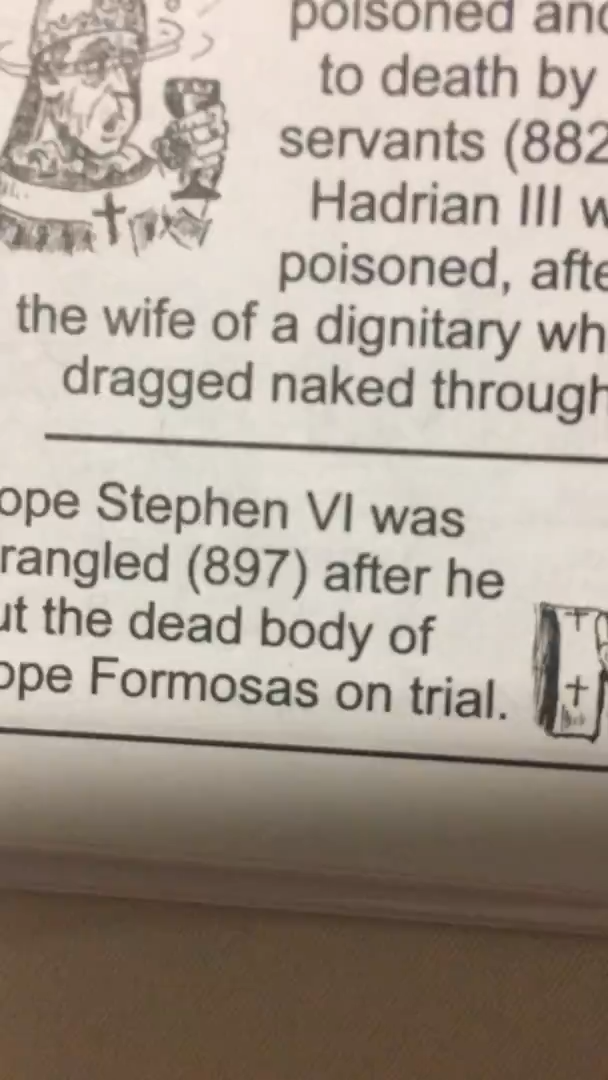 poisoned and
to death by
servants (882
Hadrian III w
poisoned, afte
the wife of a dignitary wh
dragged naked through
ope Stephen VI was
rangled (897) after he
ut the dead body of
ope Formosas on trial.